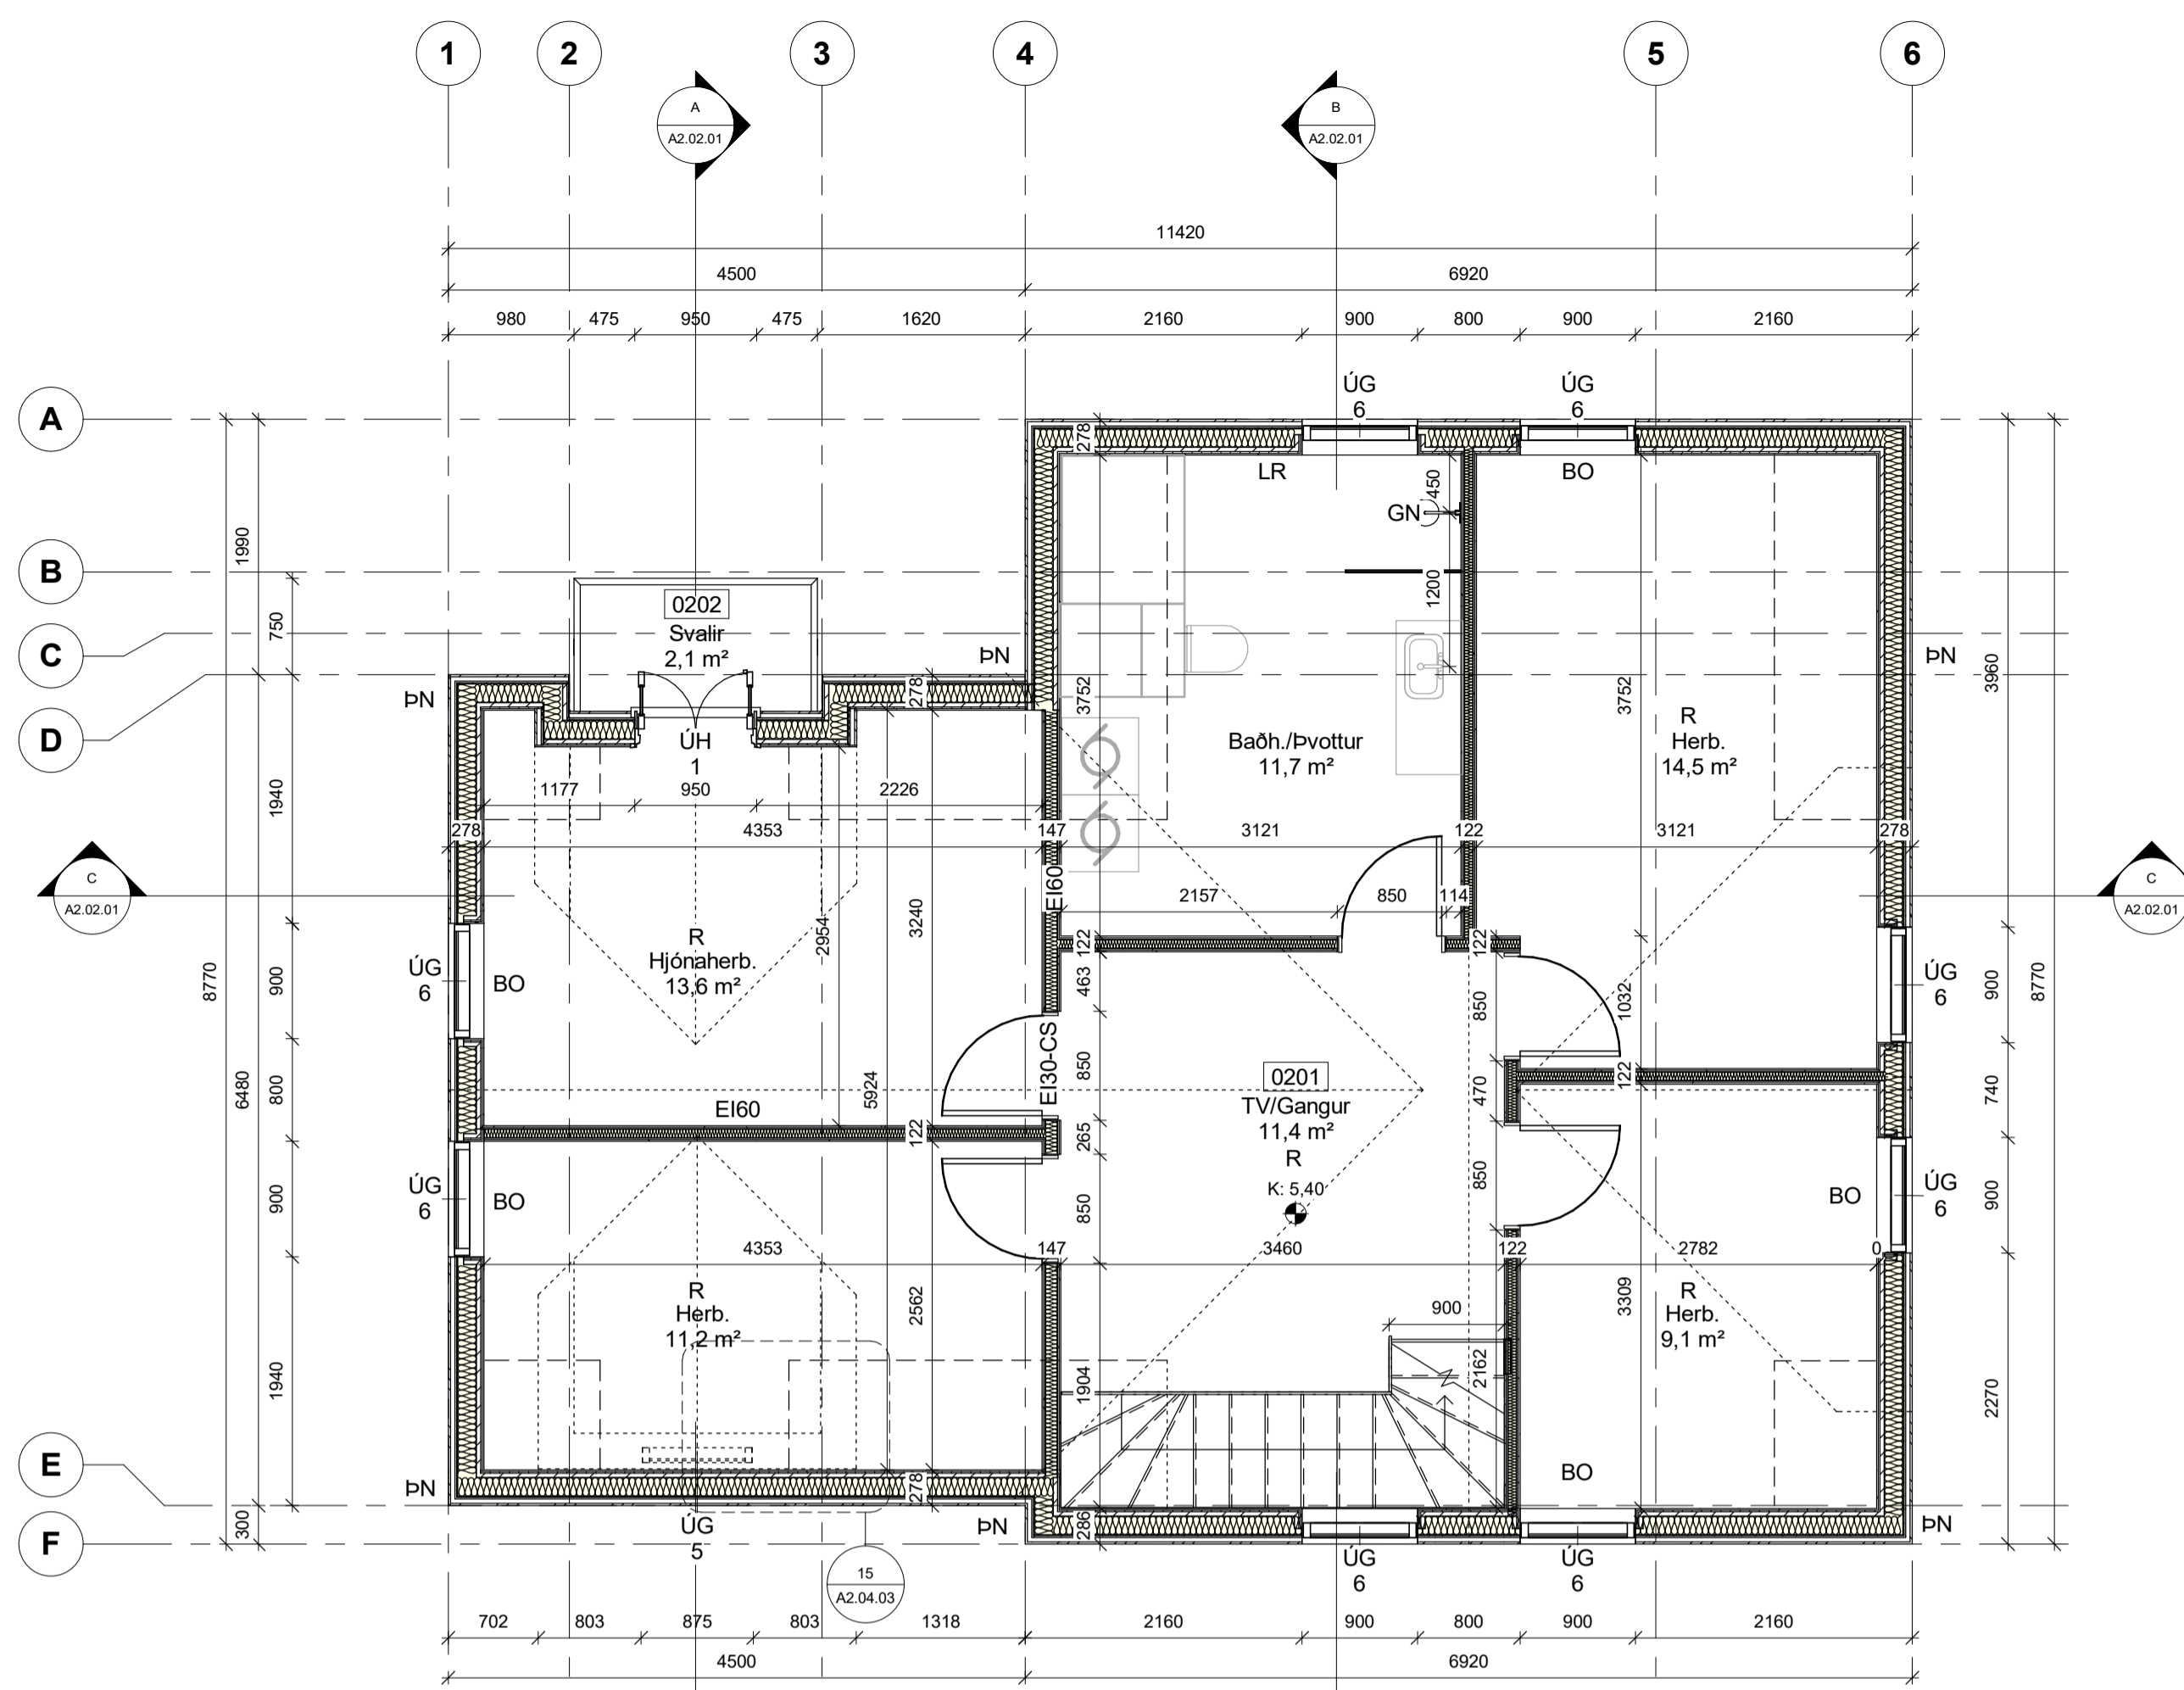 1 2 3 4 5 6
A
A2.02.01
B
A2.02.01
11420
4500 6920
980 475 950 475 1620 2160 900 800 900 2160
A
B
C
D
E
F
ÚG
6
ÚG
6
278
LR
BO
450
GN
1200
1990
750
0202
Svalir
2,1 m²
ÞN
ÞN
ÞN
278
3752
3752
3960
ÚH
1
Baðh./Þvottur
11,7 m²
R
Herb.
14,5 m²
1940
1177 950 2226
278 4353 147 3121 122 3121 278
C
A2.02.01
C
A2.02.01
EI60
2157 850 114
3240
2954
R
Hjónaherb.
13,6 m²
122
122
463
ÚG
6
BO
900
8770
6480
850
1032
ÚG
6
900
8770
EI30-CS
850
800
5924
EI60
122
265
0201
TV/Gangur
11,4 m²
R
K: 5,40
470
122
740
ÚG
6
BO
900
850
850
BO
ÚG
6
900
4353 147 3460 122 2782 0
R
Herb.
11,2 m²
2562
900
3309
R
Herb.
9,1 m²
1940
1904
2162
2270
BO
ÞN
278
300
ÚG
5
ÞN
286
ÞN
ÚG
6
ÚG
6
15
A2.04.03
702 803 875 803 1318 2160 900 800 900 2160
4500 6920